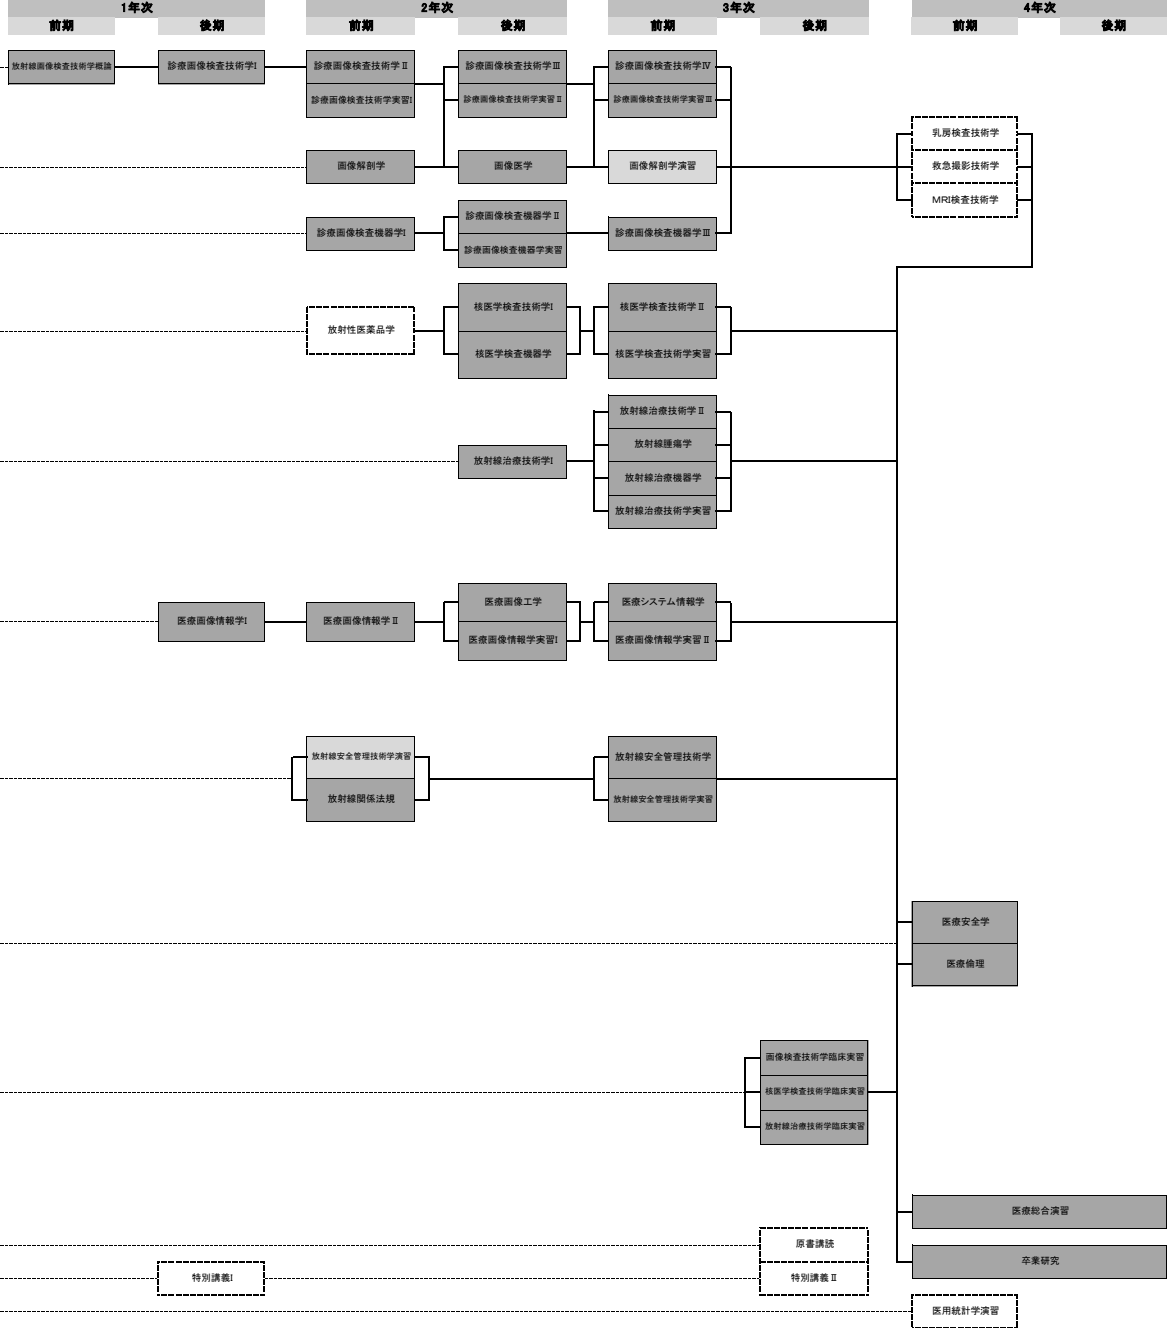 1年次 2年次 3年次 4年次
前期 後期 前期 後期 前期 後期 前期 後期
放射線画像検査技術学概論 診療画像検査技術学Ⅰ 診療画像検査技術学Ⅱ 診療画像検査技術学Ⅲ 診療画像検査技術学Ⅳ
診療画像検査技術学実習Ⅰ 診療画像検査技術学実習Ⅱ 診療画像検査技術学実習Ⅲ
乳房検査技術学
画像解剖学 画像医学 画像解剖学演習 救急撮影技術学
MRI検査技術学
診療画像検査機器学Ⅱ
診療画像検査機器学Ⅰ 診療画像検査機器学Ⅲ
診療画像検査機器学実習
核医学検査技術学Ⅰ 核医学検査技術学Ⅱ
放射性医薬品学
核医学検査機器学 核医学検査技術学実習
放射線治療技術学Ⅱ
放射線腫瘍学
放射線治療技術学Ⅰ
放射線治療機器学
放射線治療技術学実習
医療画像工学 医療システム情報学
医療画像情報学Ⅰ 医療画像情報学Ⅱ
医療画像情報学実習Ⅰ 医療画像情報学実習Ⅱ
放射線安全管理技術学演習 放射線安全管理技術学
放射線関係法規 放射線安全管理技術学実習
医療安全学
医療倫理
画像検査技術学臨床実習
核医学検査技術学臨床実習
放射線治療技術学臨床実習
医療総合演習
原書講読
卒業研究
特別講義Ⅰ 特別講義Ⅱ
医用統計学演習